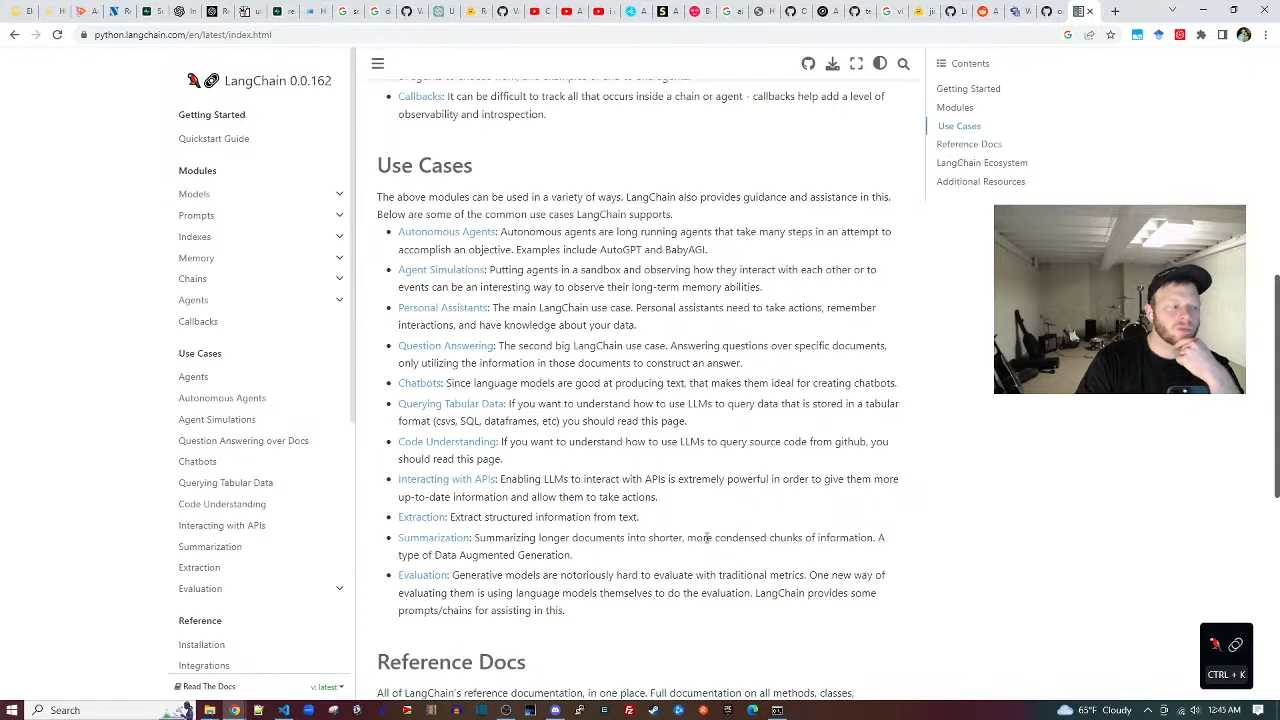 python.langchain.com/en/latest/index.html
LangChain 0.0.162
Getting Started
Quickstart Guide
Modules
Models
Prompts
Indexes
Memory
Chains
Agents
Callbacks
Use Cases
Agents
Autonomous Agents
Agent Simulations
Question Answering over Docs
Chatbots
Querying Tabular Data
Code Understanding
Interacting with APIs
Summarization
Extraction
Evaluation
Reference
Installation
Integrations
Read The Docs
v: latest
Callbacks: It can be difficult to track all that occurs inside a chain or agent - callbacks help add a level of
observability and introspection.
Use Cases
The above modules can be used in a variety of ways. LangChain also provides guidance and assistance in this.
Below are some of the common use cases LangChain supports.
Autonomous Agents: Autonomous agents are long running agents that take many steps in an attempt to
accomplish an objective. Examples include AutoGPT and BabyAGI.
Agent Simulations: Putting agents in a sandbox and observing how they interact with each other or to
events can be an interesting way to observe their long-term memory abilities.
Personal Assistants: The main LangChain use case. Personal assistants need to take actions, remember
interactions, and have knowledge about your data.
Question Answering: The second big LangChain use case. Answering questions over specific documents,
only utilizing the information in those documents to construct an answer.
Chatbots: Since language models are good at producing text, that makes them ideal for creating chatbots.
Querying Tabular Data: If you want to understand how to use LLMs to query data that is stored in a tabular
format (csvs, SQL, dataframes, etc) you should read this page.
Code Understanding: If you want to understand how to use LLMs to query source code from github, you
should read this page.
Interacting with APIs: Enabling LLMs to interact with APIs is extremely powerful in order to give them more
up-to-date information and allow them to take actions.
Extraction: Extract structured information from text.
Summarization: Summarizing longer documents into shorter, more condensed chunks of information. A
type of Data Augmented Generation.
Evaluation: Generative models are notoriously hard to evaluate with traditional metrics. One new way of
evaluating them is using language models themselves to do the evaluation. LangChain provides some
prompts/chains for assisting in this.
Reference Docs
All of LangChain's reference documentation, in one place. Full documentation on all methods, classes,
Contents
Getting Started
Modules
Use Cases
Reference Docs
LangChain Ecosystem
Additional Resources
CTRL + K
Search
65°F Cloudy
12:45 AM